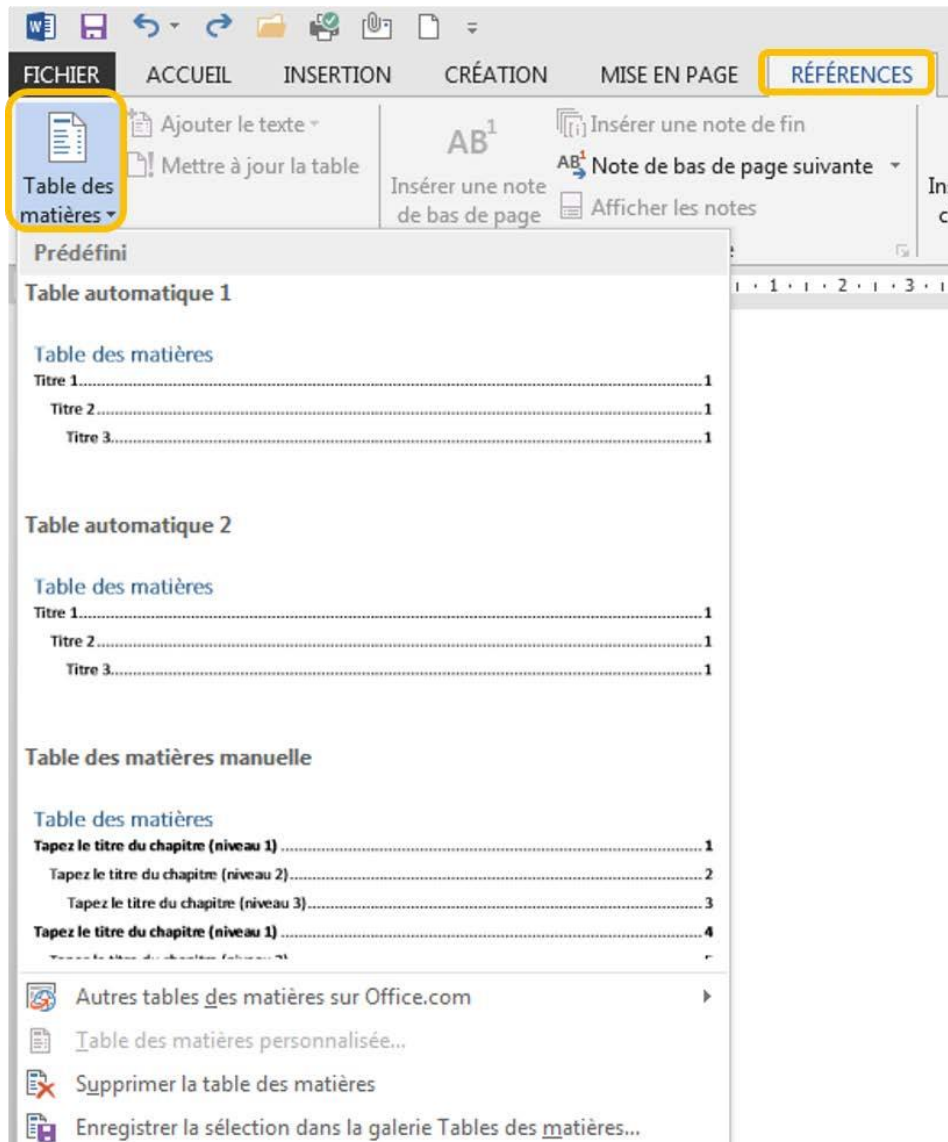 FICHIER ACCUEIL INSERTION CRÉATION MISE EN PAGE RÉFÉRENCES
Table des
matières
Ajouter le texte
Mettre à jour la table
AB1
Insérer une note
de bas de page
Insérer une note de fin
AB1 Note de bas de page suivante
Afficher les notes
Prédéfini
1 2 3
Table automatique 1
Table des matières
Titre 1 1
Titre 2 1
Titre 3 1
Table automatique 2
Table des matières
Titre 1 1
Titre 2 1
Titre 3 1
Table des matières manuelle
Table des matières
Tapez le titre du chapitre (niveau 1) 1
Tapez le titre du chapitre (niveau 2) 2
Tapez le titre du chapitre (niveau 3) 3
Tapez le titre du chapitre (niveau 1) 4
Autres tables des matières sur Office.com
Table des matières personnalisée...
Supprimer la table des matières
Enregistrer la sélection dans la galerie Tables des matières...